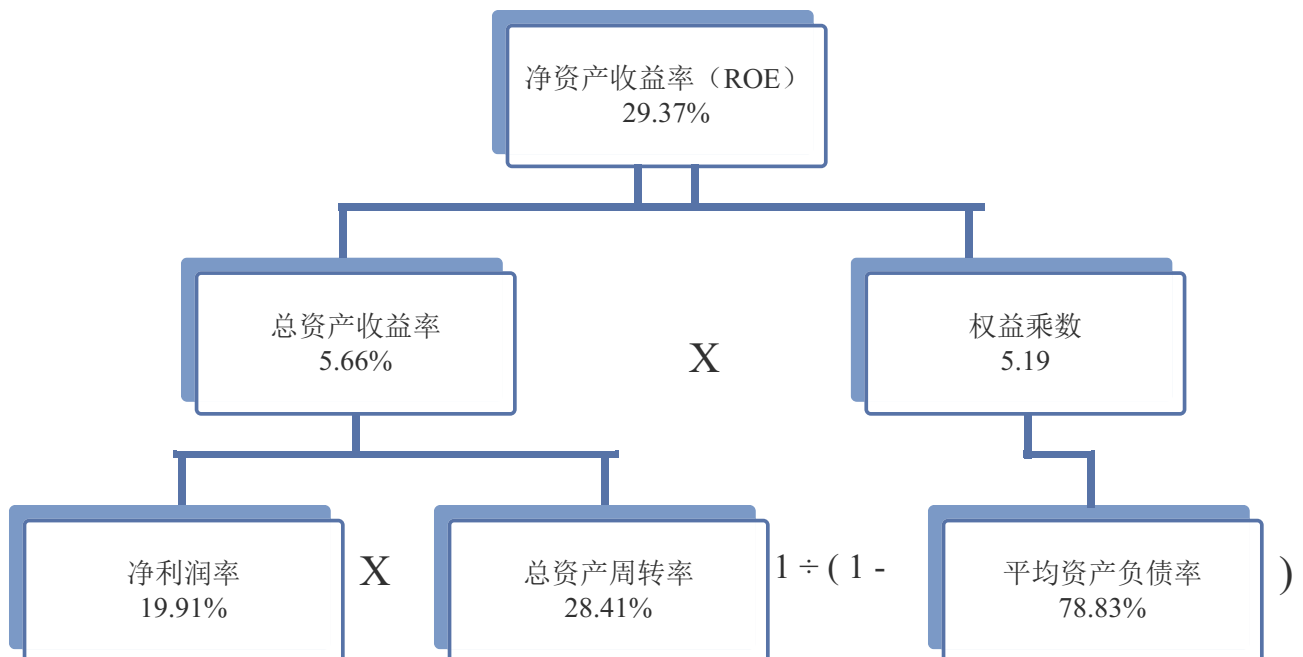 净资产收益率（ROE）
29.37%
总资产收益率
5.66%
X
权益乘数
5.19
净利润率
19.91%
X
总资产周转率
28.41%
1 ÷ ( 1 -
平均资产负债率
78.83%
)